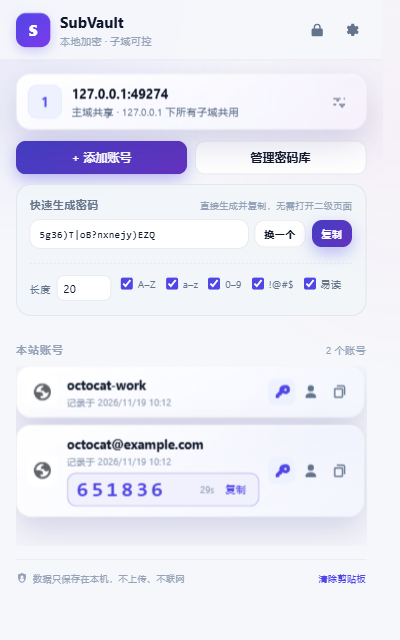 S SubVault
本地加密 · 子域可控
1 127.0.0.1:49274
主域共享 · 127.0.0.1 下所有子域共用
+ 添加账号 管理密码库
快速生成密码 直接生成并复制，无需打开二级页面
5g36)T|oB?nxnejy)EZQ 换一个 复制
长度 20 A–Z a–z 0–9 !@#$ 易读
本站账号 2 个账号
octocat-work
记录于 2026/11/19 10:12
octocat@example.com
记录于 2026/11/19 10:12
651836 29s 复制
数据只保存在本机，不上传、不联网 清除剪贴板